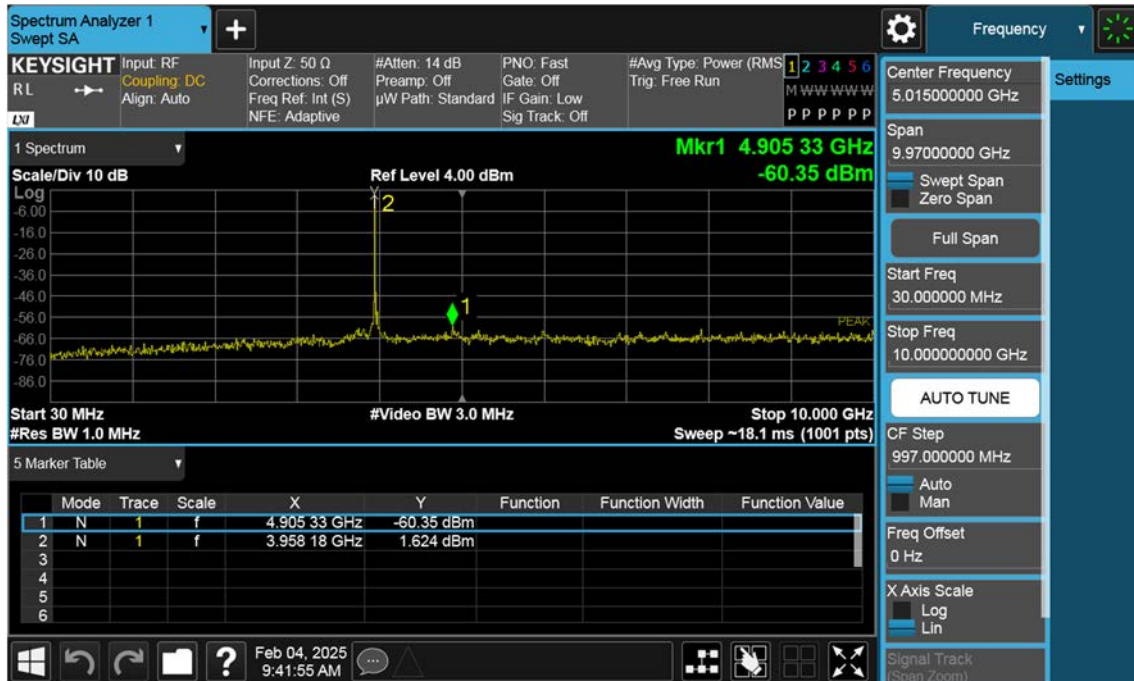 Spectrum Analyzer 1
Swept SA
+
Frequency
KEYSIGHT
RL
LXI
Input: RF
Coupling: DC
Align: Auto
Input Z: 50 Ω
Corrections: Off
Freq Ref: Int (S)
NFE: Adaptive
#Atten: 14 dB
Preamp: Off
µW Path: Standard
PNO: Fast
Gate: Off
IF Gain: Low
Sig Track: Off
#Avg Type: Power (RMS
Trig: Free Run
1 2 3 4 5 6
M W W W W W
P P P P P P
1 Spectrum
Scale/Div 10 dB
Ref Level 4.00 dBm
Mkr1 4.905 33 GHz
-60.35 dBm
Log
-6.00
-16.0
-26.0
-36.0
-46.0
-56.0
-66.0
-76.0
-86.0
2
1
PEAK
Start 30 MHz
#Video BW 3.0 MHz
Stop 10.000 GHz
#Res BW 1.0 MHz
Sweep ~18.1 ms (1001 pts)
5 Marker Table
Mode Trace Scale X Y Function Function Width Function Value
1 N 1 f 4.905 33 GHz -60.35 dBm
2 N 1 f 3.958 18 GHz 1.624 dBm
3
4
5
6
Feb 04, 2025
9:41:55 AM
?
Center Frequency
5.015000000 GHz
Span
9.97000000 GHz
Swept Span
Zero Span
Full Span
Start Freq
30.000000 MHz
Stop Freq
10.000000000 GHz
AUTO TUNE
CF Step
997.000000 MHz
Auto
Man
Freq Offset
0 Hz
X Axis Scale
Log
Lin
Signal Track
(Span Zoom)
Settings